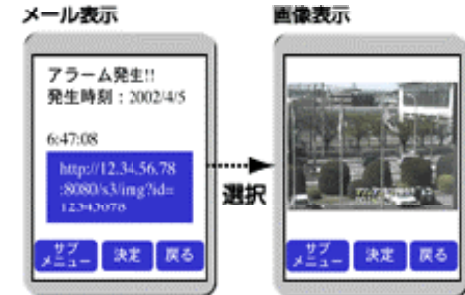 メール表示
画像表示
アラーム発生!!
発生時刻：2002/4/5
6:47:08
http://12.34.56.78
:8080/s3/img?id=
12345678
選択
サブ
メニュー
決定
戻る
サブ
メニュー
決定
戻る